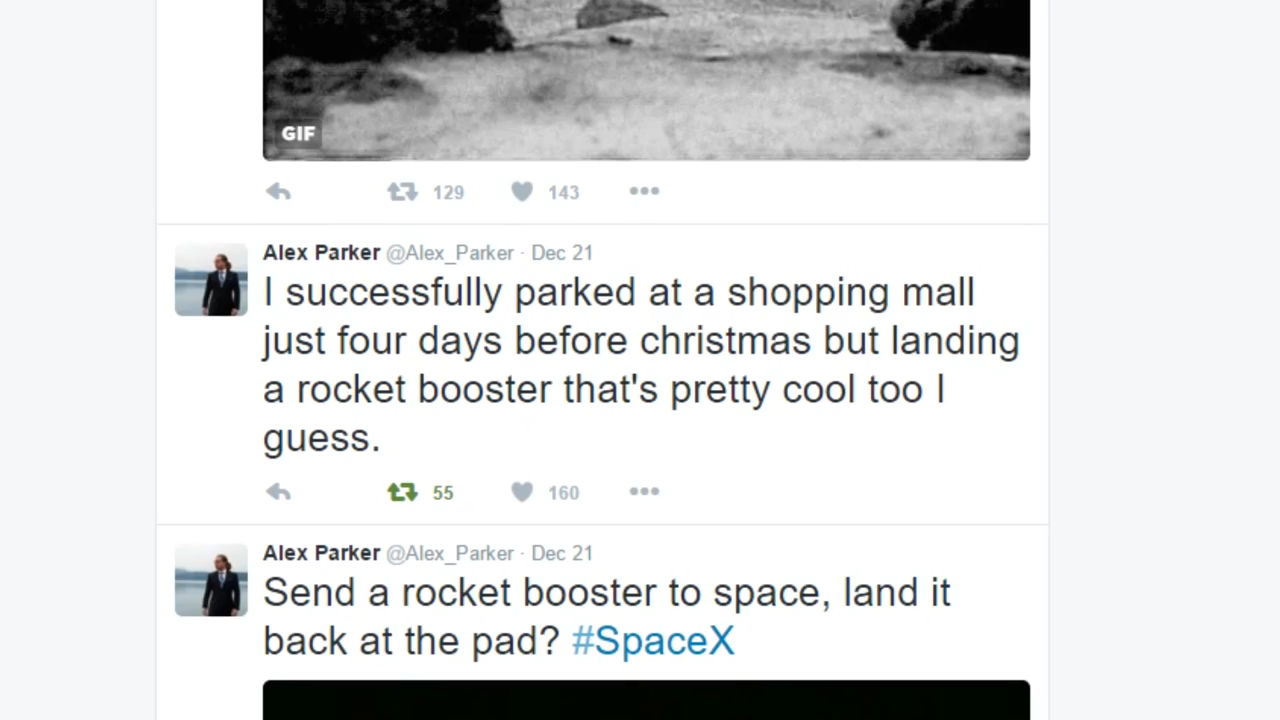 GIF
129 143 •••
Alex Parker @Alex_Parker · Dec 21
I successfully parked at a shopping mall
just four days before christmas but landing
a rocket booster that's pretty cool too I
guess.
55 160 •••
Alex Parker @Alex_Parker · Dec 21
Send a rocket booster to space, land it
back at the pad? #SpaceX